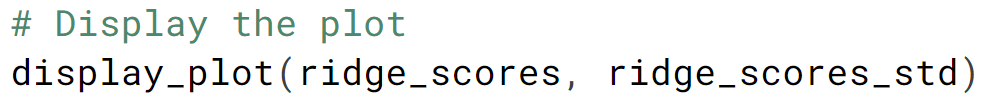 # Display the plot
display_plot(ridge_scores, ridge_scores_std)